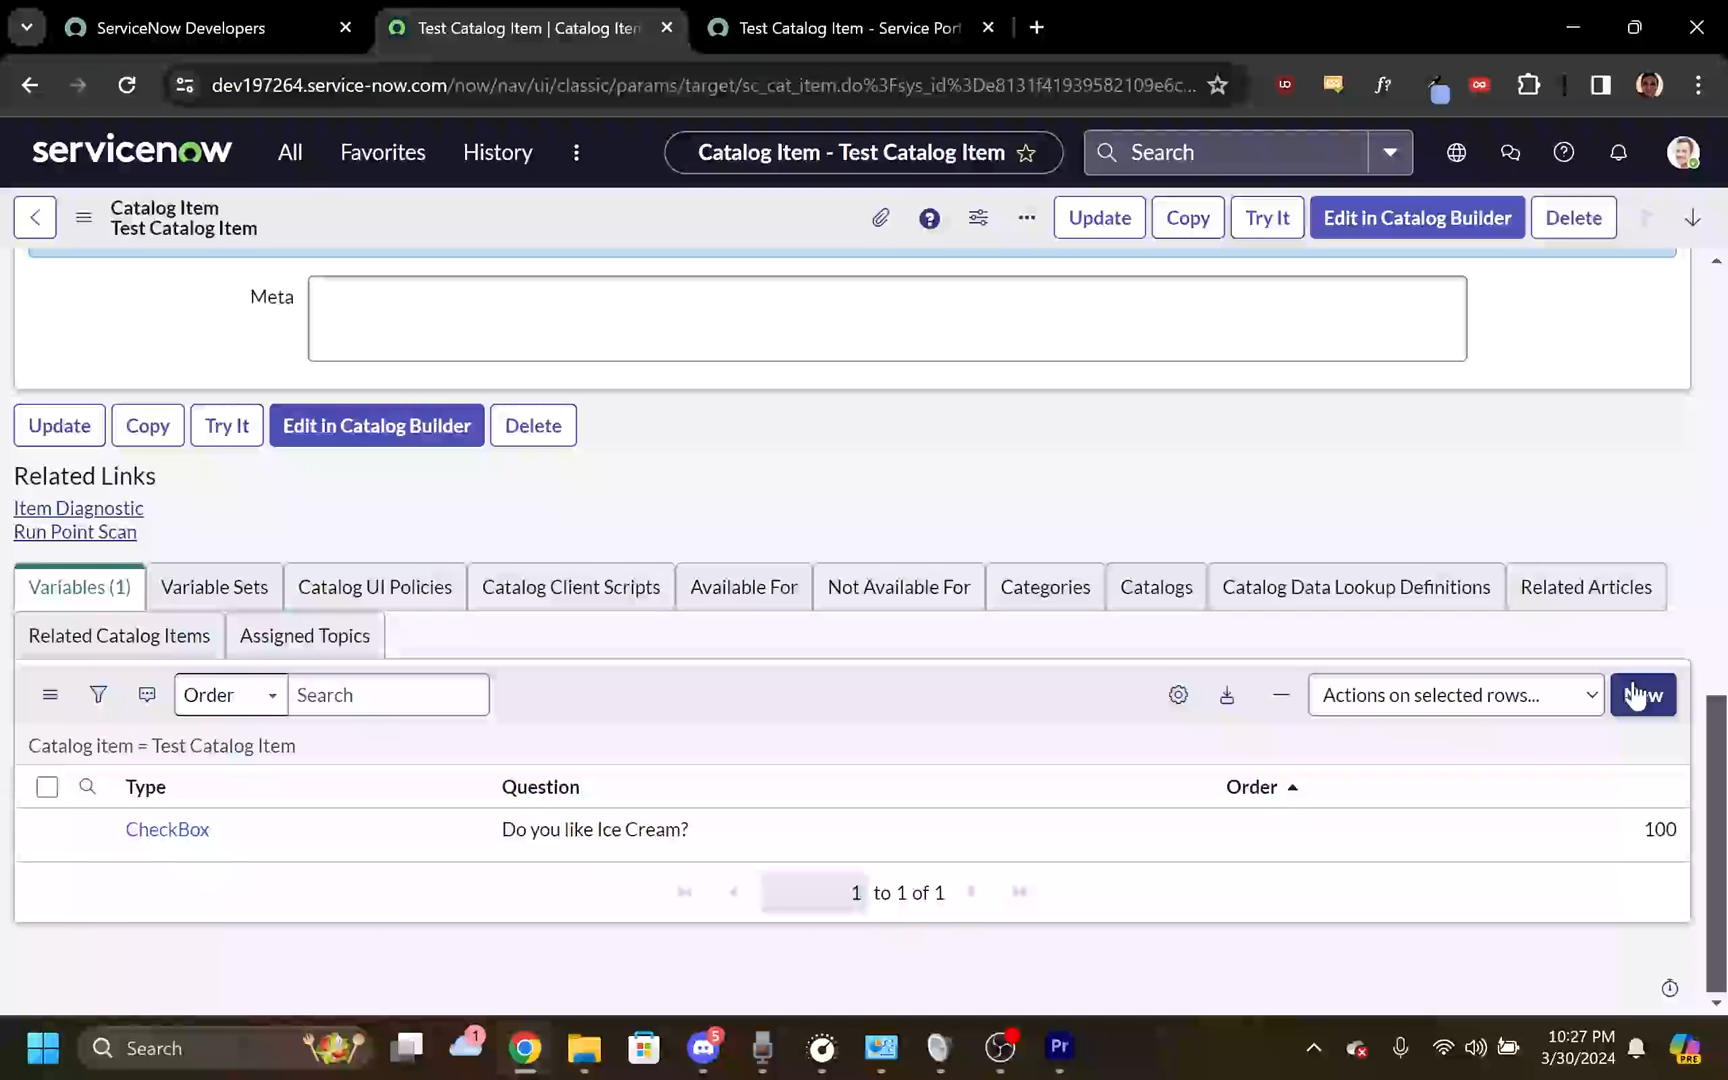 ServiceNow Developers
Test Catalog Item | Catalog Iten
Test Catalog Item - Service Port
dev197264.service-now.com/now/nav/ui/classic/params/target/sc_cat_item.do%3Fsys_id%3De8131f41939582109e6c...
servicenow
All
Favorites
History
Catalog Item - Test Catalog Item
Search
Catalog Item
Test Catalog Item
Update
Copy
Try It
Edit in Catalog Builder
Delete
Meta
Update
Copy
Try It
Edit in Catalog Builder
Delete
Related Links
Item Diagnostic
Run Point Scan
Variables (1)
Variable Sets
Catalog UI Policies
Catalog Client Scripts
Available For
Not Available For
Categories
Catalogs
Catalog Data Lookup Definitions
Related Articles
Related Catalog Items
Assigned Topics
Order
Search
Actions on selected rows...
Catalog item = Test Catalog Item
Type
Question
Order
CheckBox
Do you like Ice Cream?
100
1 to 1 of 1
Search
1
5
Pr
10:27 PM
3/30/2024
PRE